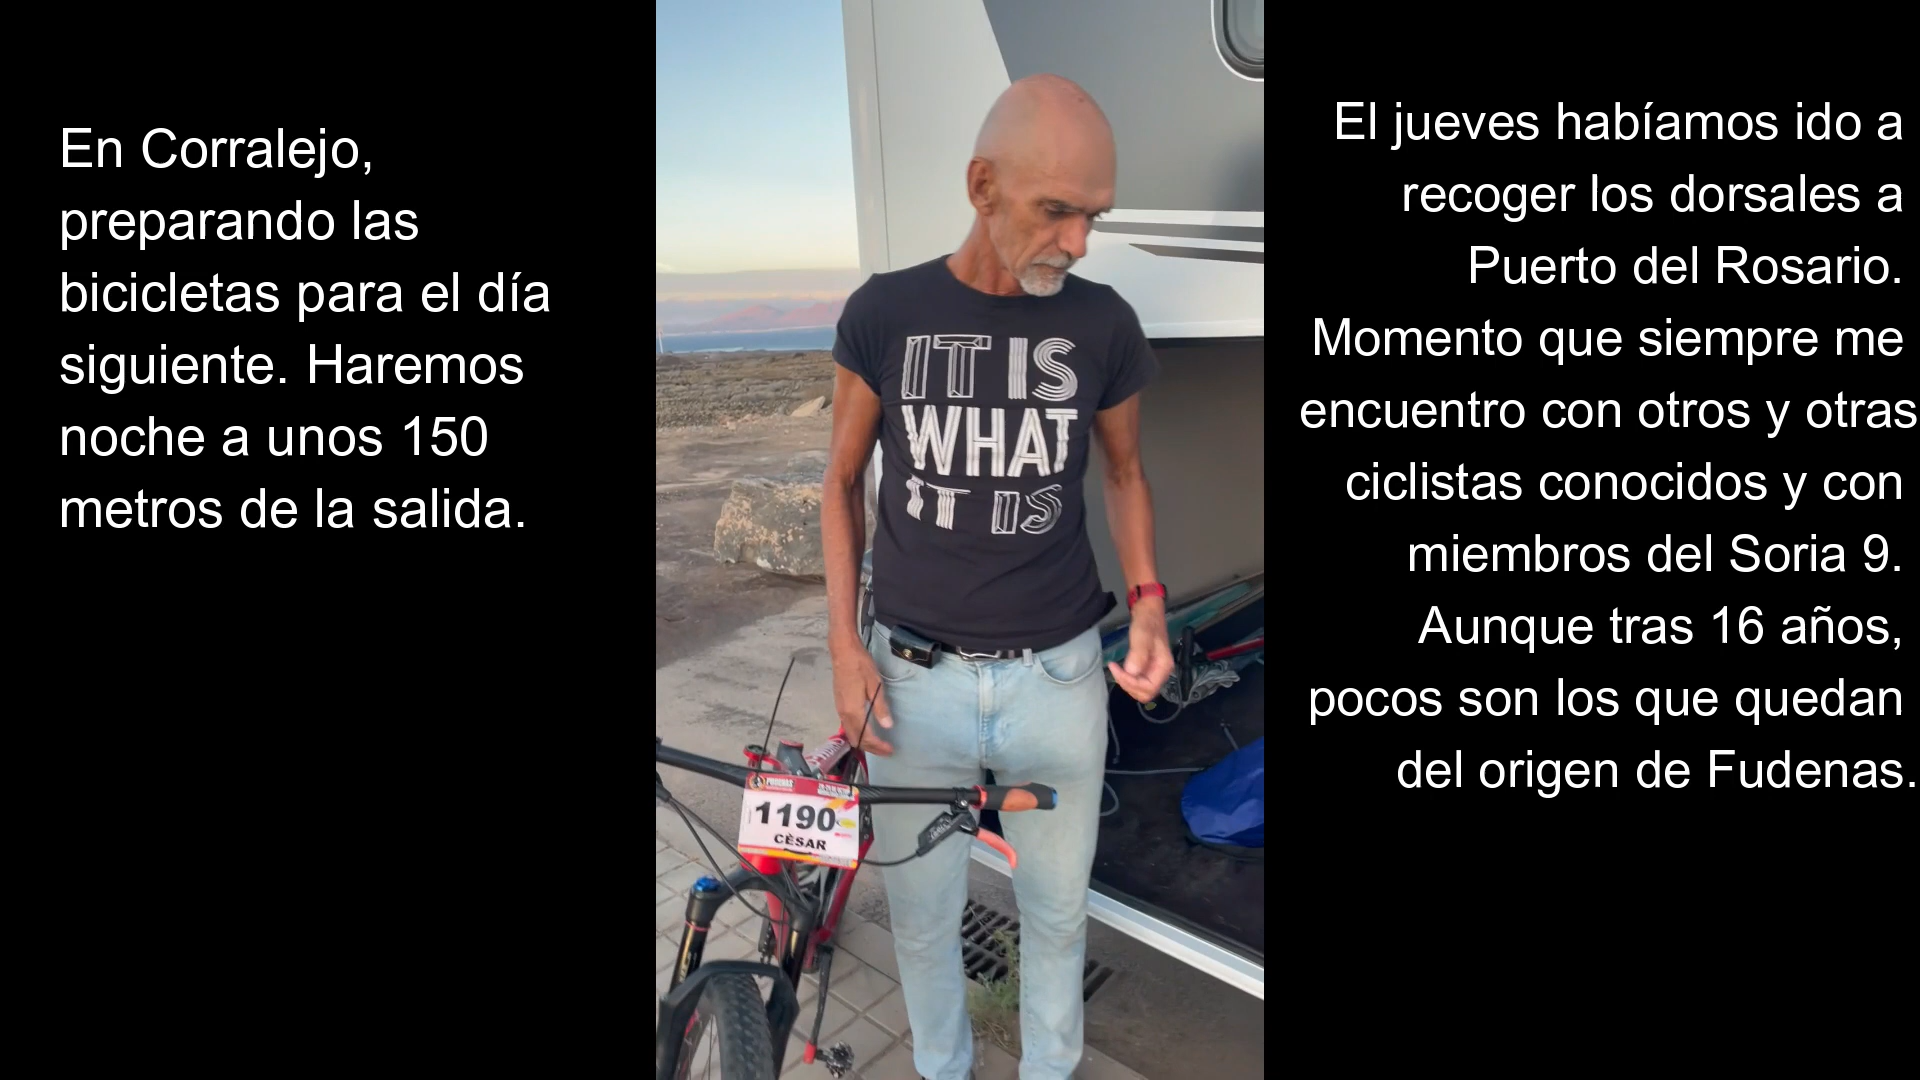 En Corralejo,
preparando las
bicicletas para el día
siguiente. Haremos
noche a unos 150
metros de la salida.
IT IS
WHAT
IT IS
FUDENAS
1190
CÈSAR
El jueves habíamos ido a
recoger los dorsales a
Puerto del Rosario.
Momento que siempre me
encuentro con otros y otras
ciclistas conocidos y con
miembros del Soria 9.
Aunque tras 16 años,
pocos son los que quedan
del origen de Fudenas.